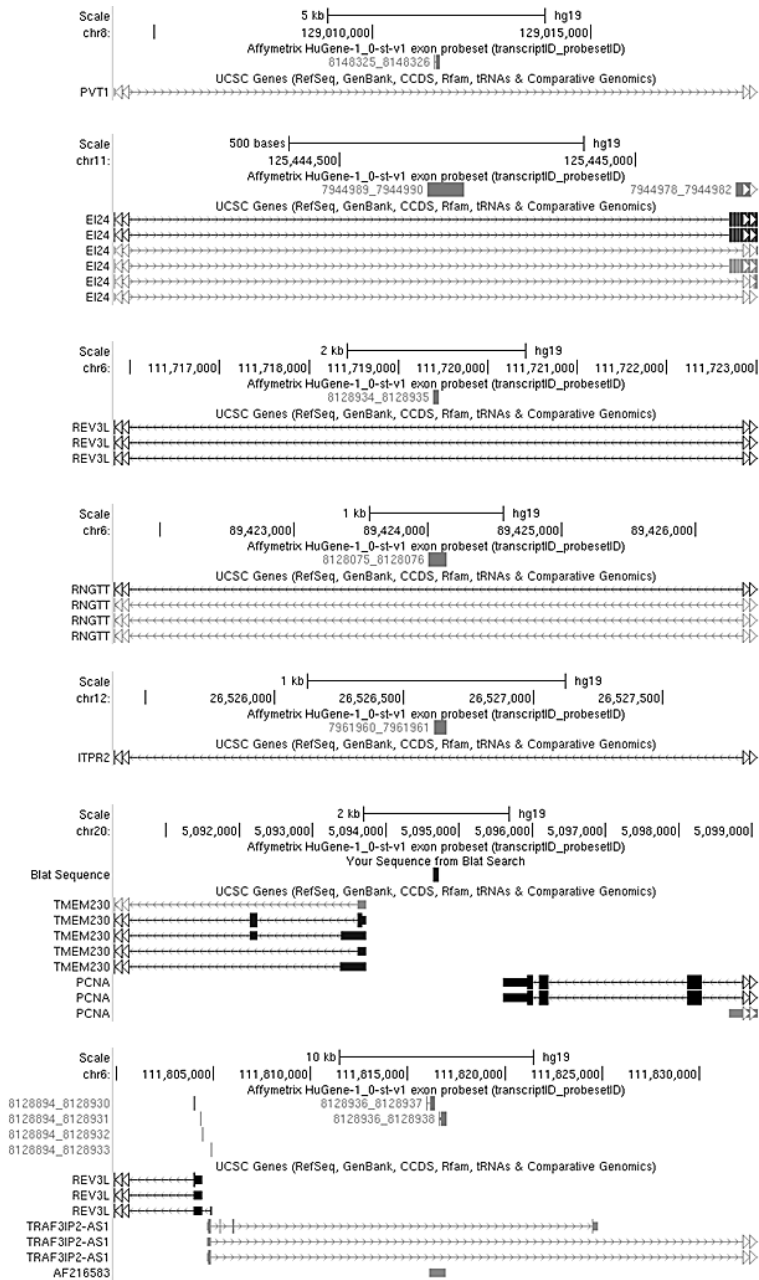 Scale 5 kb hg19
chr8: 129,010,000 129,015,000
Affymetrix HuGene-1_0-st-v1 exon probeset (transcriptID_probesetID)
8148325_8148326
UCSC Genes (RefSeq, GenBank, CCDS, Rfam, tRNAs & Comparative Genomics)
PVT1
Scale 500 bases hg19
chr11: 125,444,500 125,445,000
Affymetrix HuGene-1_0-st-v1 exon probeset (transcriptID_probesetID)
7944989_7944990 7944978_7944982
UCSC Genes (RefSeq, GenBank, CCDS, Rfam, tRNAs & Comparative Genomics)
EI24
EI24
EI24
EI24
EI24
EI24
Scale 2 kb hg19
chr6: 111,717,000 111,718,000 111,719,000 111,720,000 111,721,000 111,722,000 111,723,000
Affymetrix HuGene-1_0-st-v1 exon probeset (transcriptID_probesetID)
8128934_8128935
UCSC Genes (RefSeq, GenBank, CCDS, Rfam, tRNAs & Comparative Genomics)
REV3L
REV3L
REV3L
Scale 1 kb hg19
chr6: 89,423,000 89,424,000 89,425,000 89,426,000
Affymetrix HuGene-1_0-st-v1 exon probeset (transcriptID_probesetID)
8128075_8128076
UCSC Genes (RefSeq, GenBank, CCDS, Rfam, tRNAs & Comparative Genomics)
RNGTT
RNGTT
RNGTT
RNGTT
Scale 1 kb hg19
chr12: 26,526,000 26,526,500 26,527,000 26,527,500
Affymetrix HuGene-1_0-st-v1 exon probeset (transcriptID_probesetID)
7961960_7961961
UCSC Genes (RefSeq, GenBank, CCDS, Rfam, tRNAs & Comparative Genomics)
ITPR2
Scale 2 kb hg19
chr20: 5,092,000 5,093,000 5,094,000 5,095,000 5,096,000 5,097,000 5,098,000 5,099,000
Affymetrix HuGene-1_0-st-v1 exon probeset (transcriptID_probesetID)
Your Sequence from Blat Search
Blat Sequence
UCSC Genes (RefSeq, GenBank, CCDS, Rfam, tRNAs & Comparative Genomics)
TMEM230
TMEM230
TMEM230
TMEM230
TMEM230
PCNA
PCNA
PCNA
Scale 10 kb hg19
chr6: 111,805,000 111,810,000 111,815,000 111,820,000 111,825,000 111,830,000
Affymetrix HuGene-1_0-st-v1 exon probeset (transcriptID_probesetID)
8128894_8128930 8128936_8128937
8128894_8128931 8128936_8128938
8128894_8128932
8128894_8128933
UCSC Genes (RefSeq, GenBank, CCDS, Rfam, tRNAs & Comparative Genomics)
REV3L
REV3L
REV3L
TRAF3IP2-AS1
TRAF3IP2-AS1
TRAF3IP2-AS1
AF216583